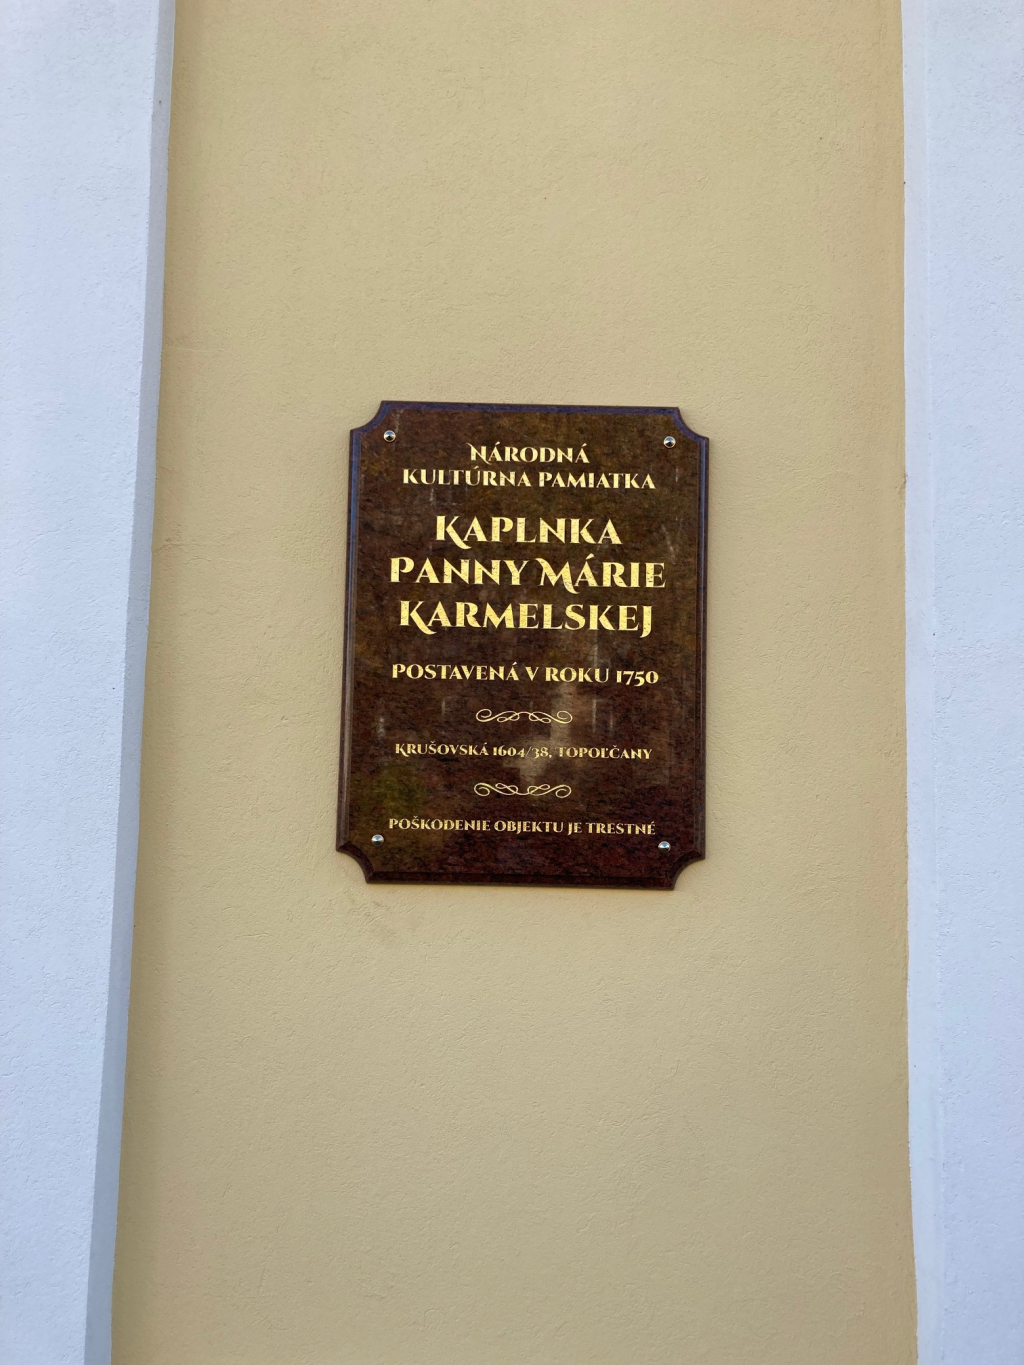 Národná
kultúrna pamiatka
Kaplnka
Panny Márie
Karmelskej
postavená v roku 1750
Krušovská 1604/38, Topoľčany
poškodenie objektu je trestné